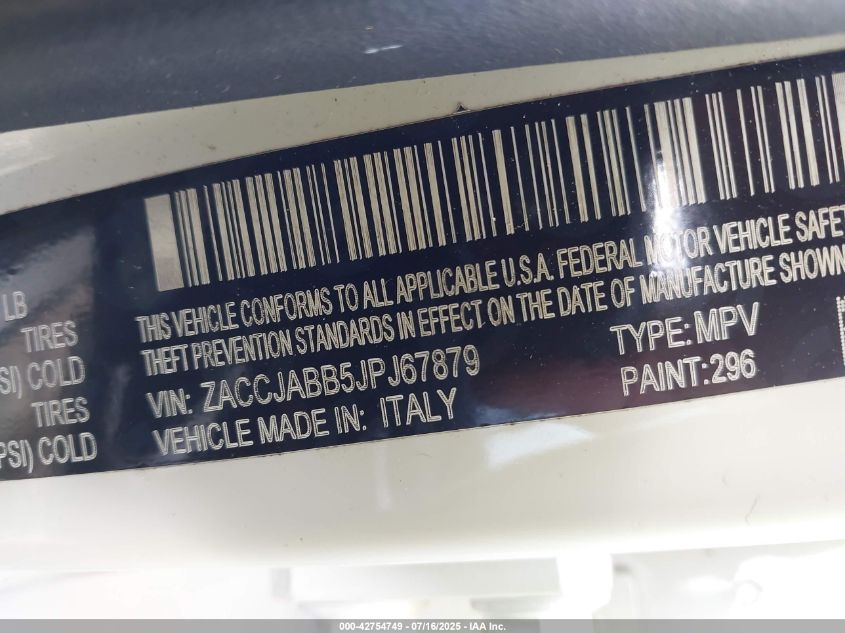 LB
TIRES
SI) COLD
TIRES
PSI) COLD
THIS VEHICLE CONFORMS TO ALL APPLICABLE U.S.A. FEDERAL MOTOR VEHICLE SAFET
THEFT PREVENTION STANDARDS IN EFFECT ON THE DATE OF MANUFACTURE SHOWN
VIN: ZACCJABB5JPJ67879 TYPE: MPV
VEHICLE MADE IN: ITALY PAINT: 296
000-42754749 - 07/16/2025 - IAA Inc.